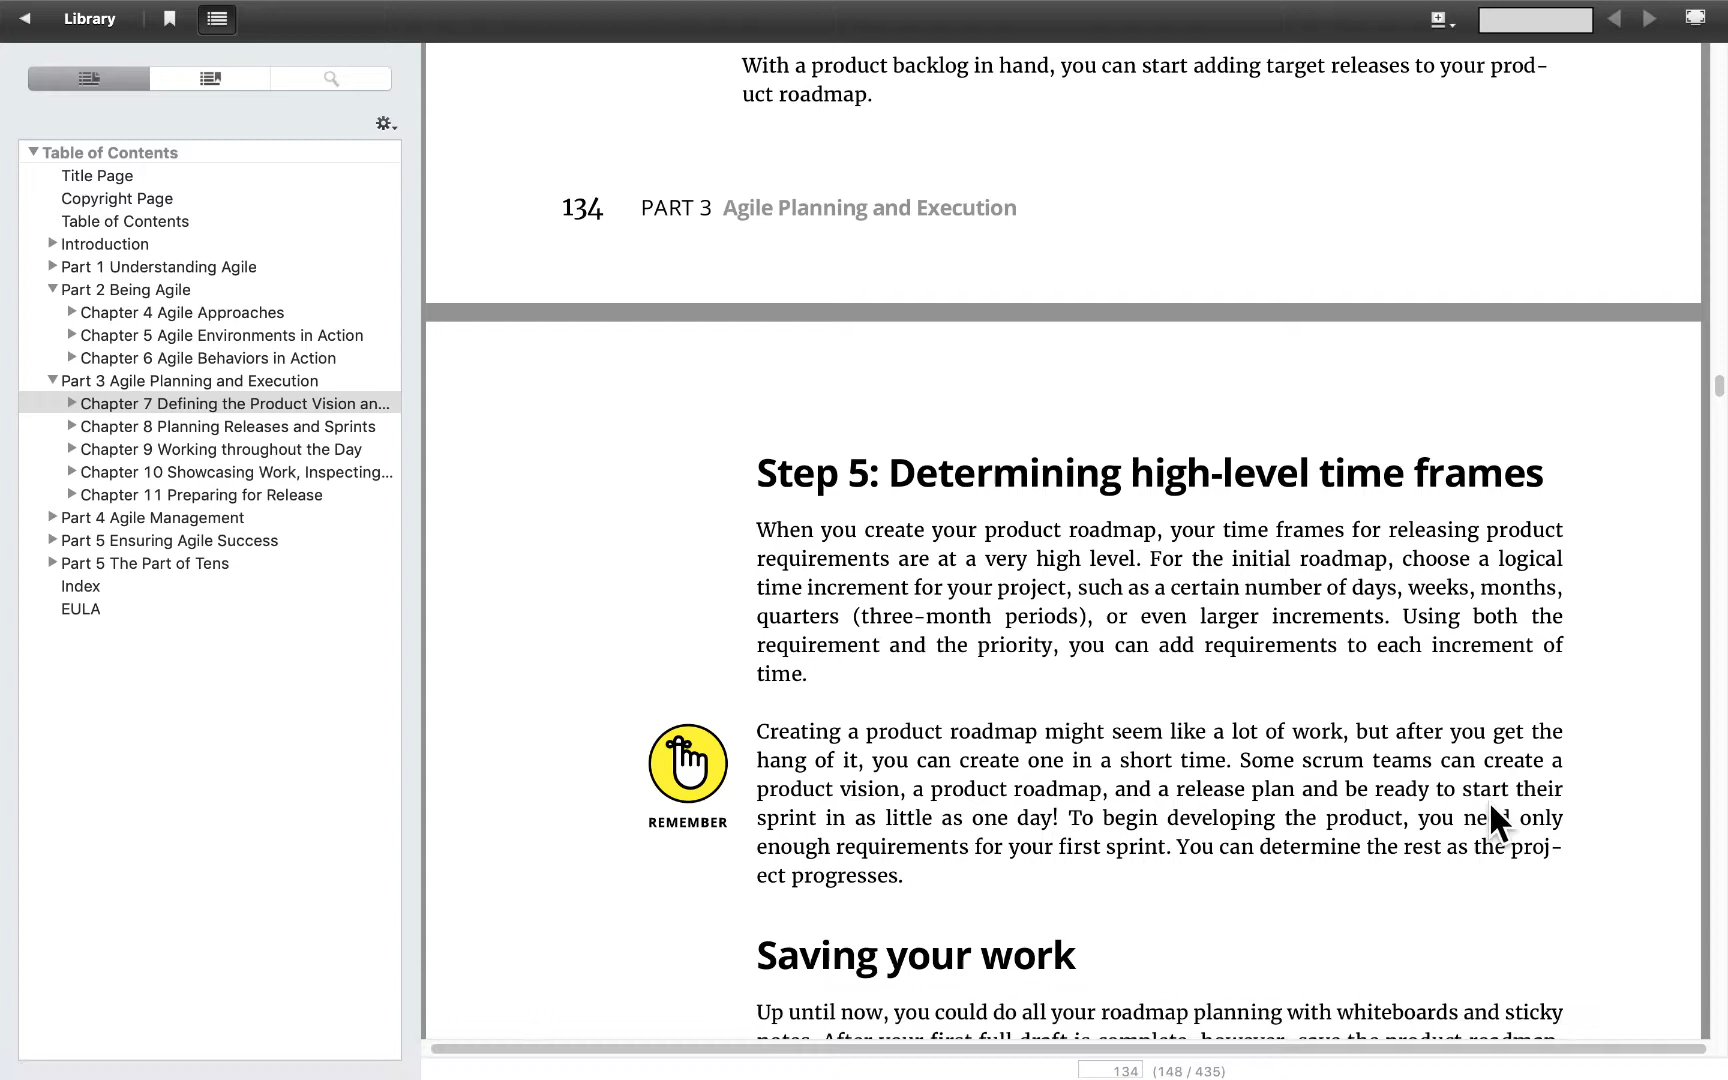 Library
Table of Contents
Title Page
Copyright Page
Table of Contents
Introduction
Part 1 Understanding Agile
Part 2 Being Agile
Chapter 4 Agile Approaches
Chapter 5 Agile Environments in Action
Chapter 6 Agile Behaviors in Action
Part 3 Agile Planning and Execution
Chapter 7 Defining the Product Vision an...
Chapter 8 Planning Releases and Sprints
Chapter 9 Working throughout the Day
Chapter 10 Showcasing Work, Inspecting...
Chapter 11 Preparing for Release
Part 4 Agile Management
Part 5 Ensuring Agile Success
Part 5 The Part of Tens
Index
EULA
With a product backlog in hand, you can start adding target releases to your prod-
uct roadmap.
134 PART 3 Agile Planning and Execution
Step 5: Determining high-level time frames
When you create your product roadmap, your time frames for releasing product
requirements are at a very high level. For the initial roadmap, choose a logical
time increment for your project, such as a certain number of days, weeks, months,
quarters (three-month periods), or even larger increments. Using both the
requirement and the priority, you can add requirements to each increment of
time.
REMEMBER
Creating a product roadmap might seem like a lot of work, but after you get the
hang of it, you can create one in a short time. Some scrum teams can create a
product vision, a product roadmap, and a release plan and be ready to start their
sprint in as little as one day! To begin developing the product, you need only
enough requirements for your first sprint. You can determine the rest as the proj-
ect progresses.
Saving your work
Up until now, you could do all your roadmap planning with whiteboards and sticky
notes. After your first full draft is complete, however, save the product roadmap,
134 (148 / 435)